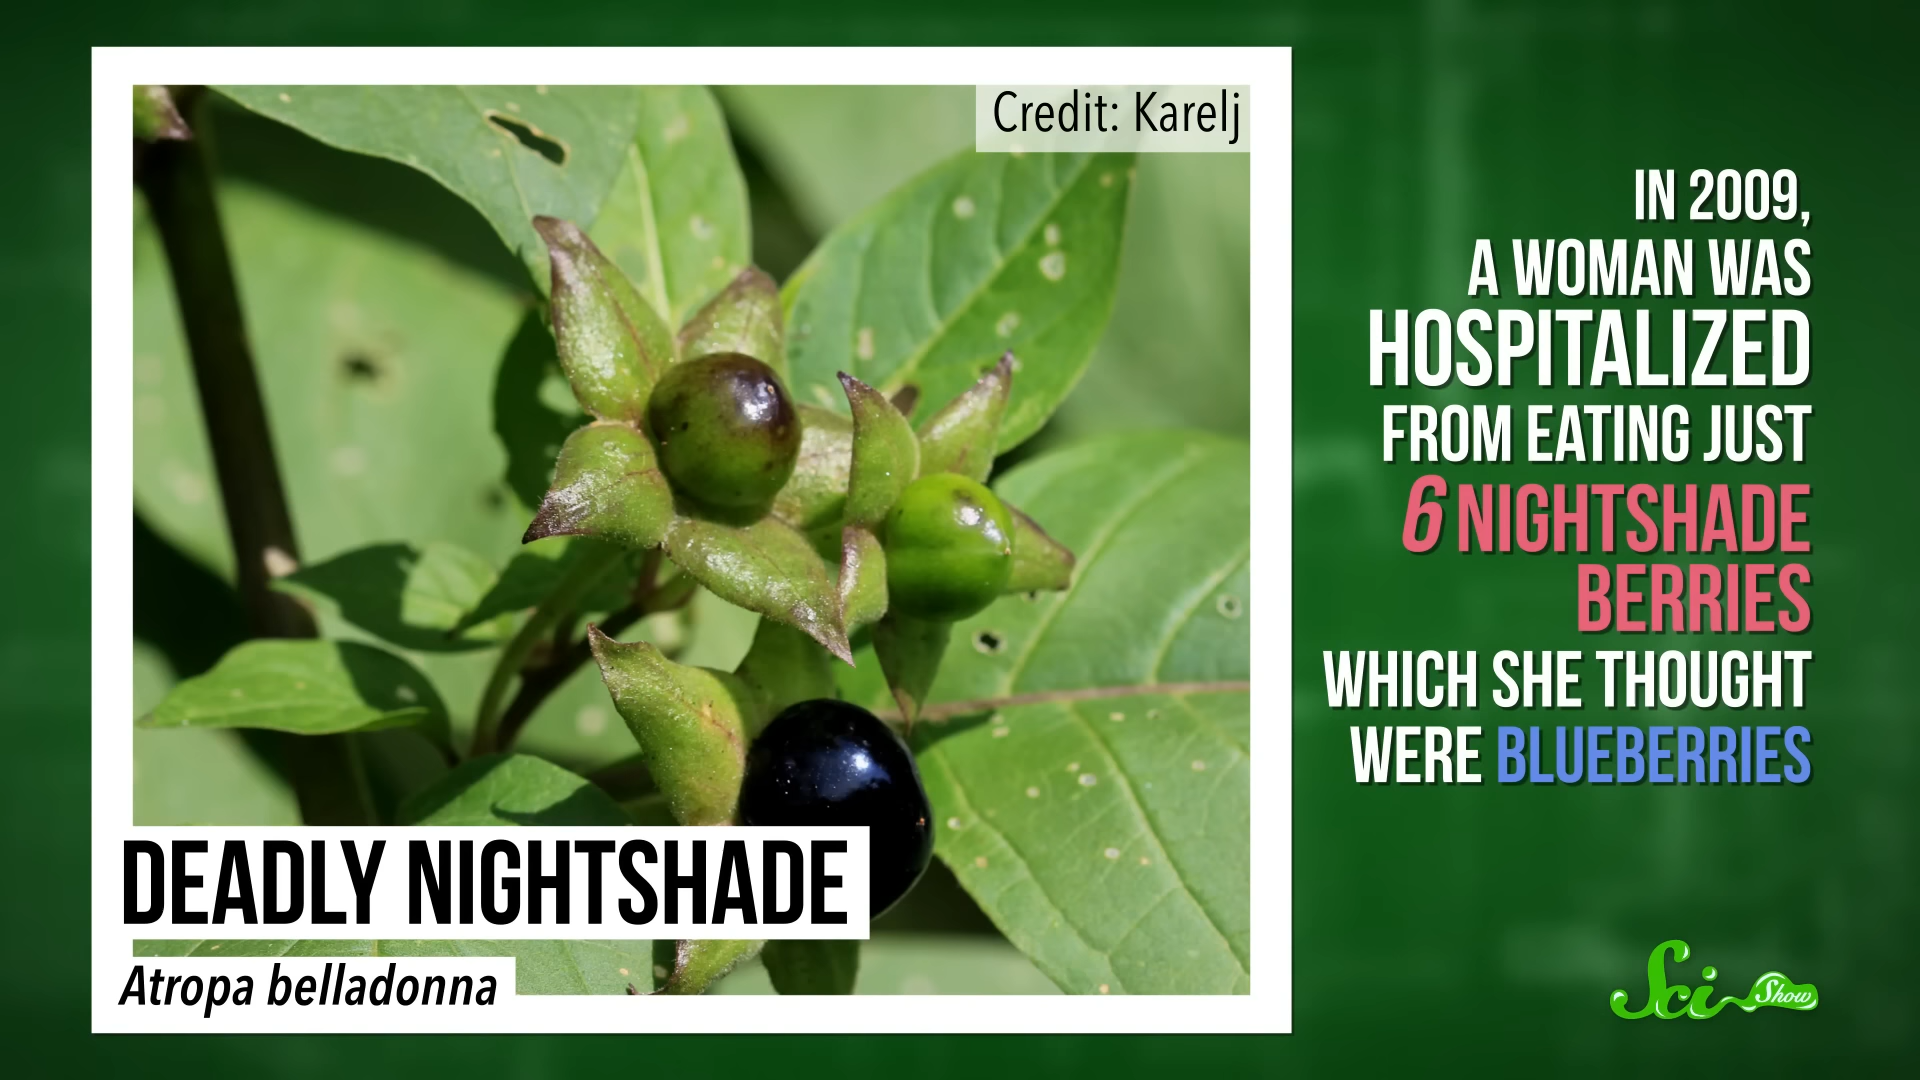 Credit: Karelj
IN 2009,
A WOMAN WAS
HOSPITALIZED
FROM EATING JUST
6 NIGHTSHADE
BERRIES
WHICH SHE THOUGHT
WERE BLUEBERRIES
DEADLY NIGHTSHADE
Atropa belladonna
Sci Show